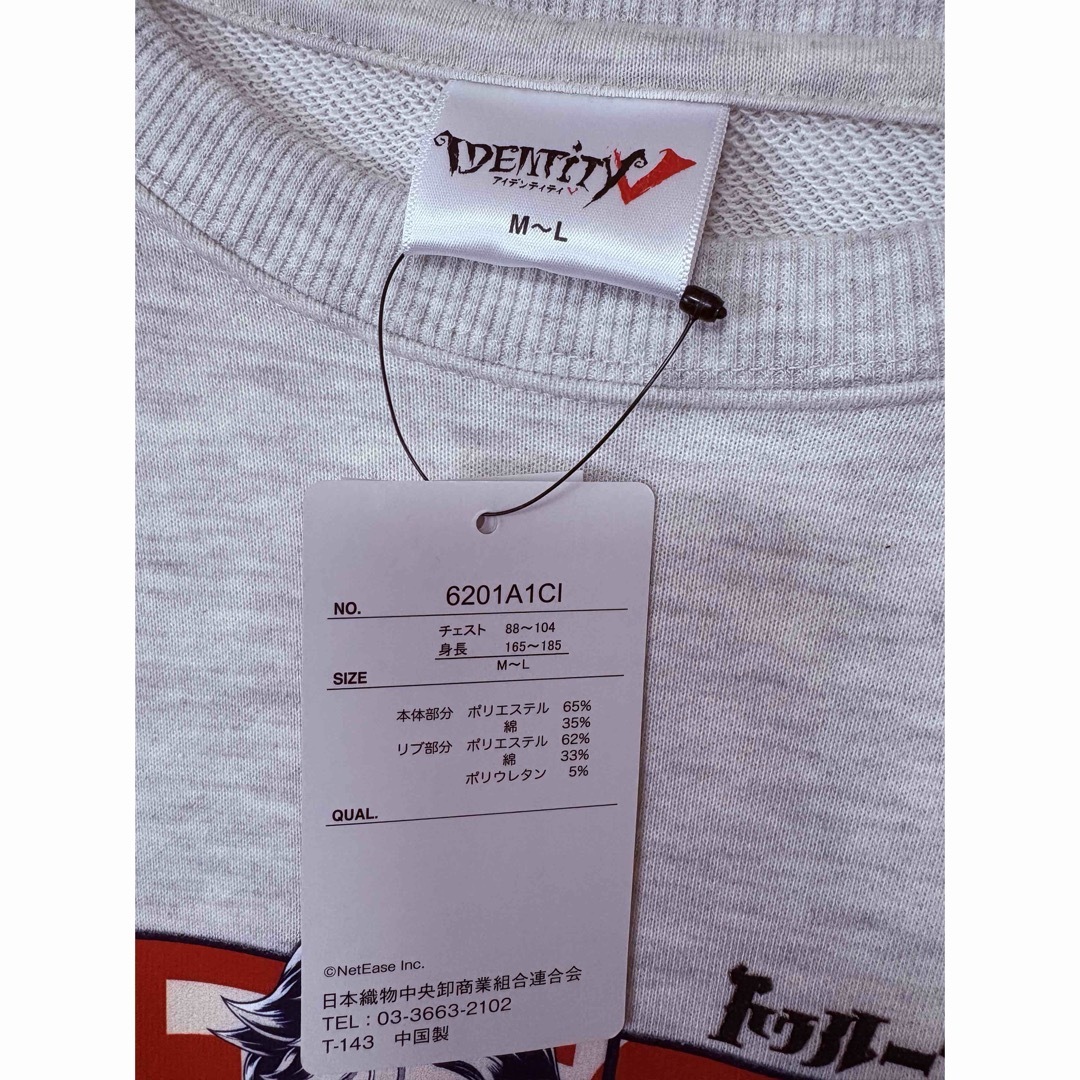 IDENTITY V
アイデンティティ V
M～L
NO. 6201A1CI
チェスト 88～104
身長 165～185
M～L
SIZE
本体部分 ポリエステル 65%
綿 35%
リブ部分 ポリエステル 62%
綿 33%
ポリウレタン 5%
QUAL.
©NetEase Inc.
日本織物中央卸商業組合連合会
TEL：03-3663-2102
T-143 中国製
トゥルー